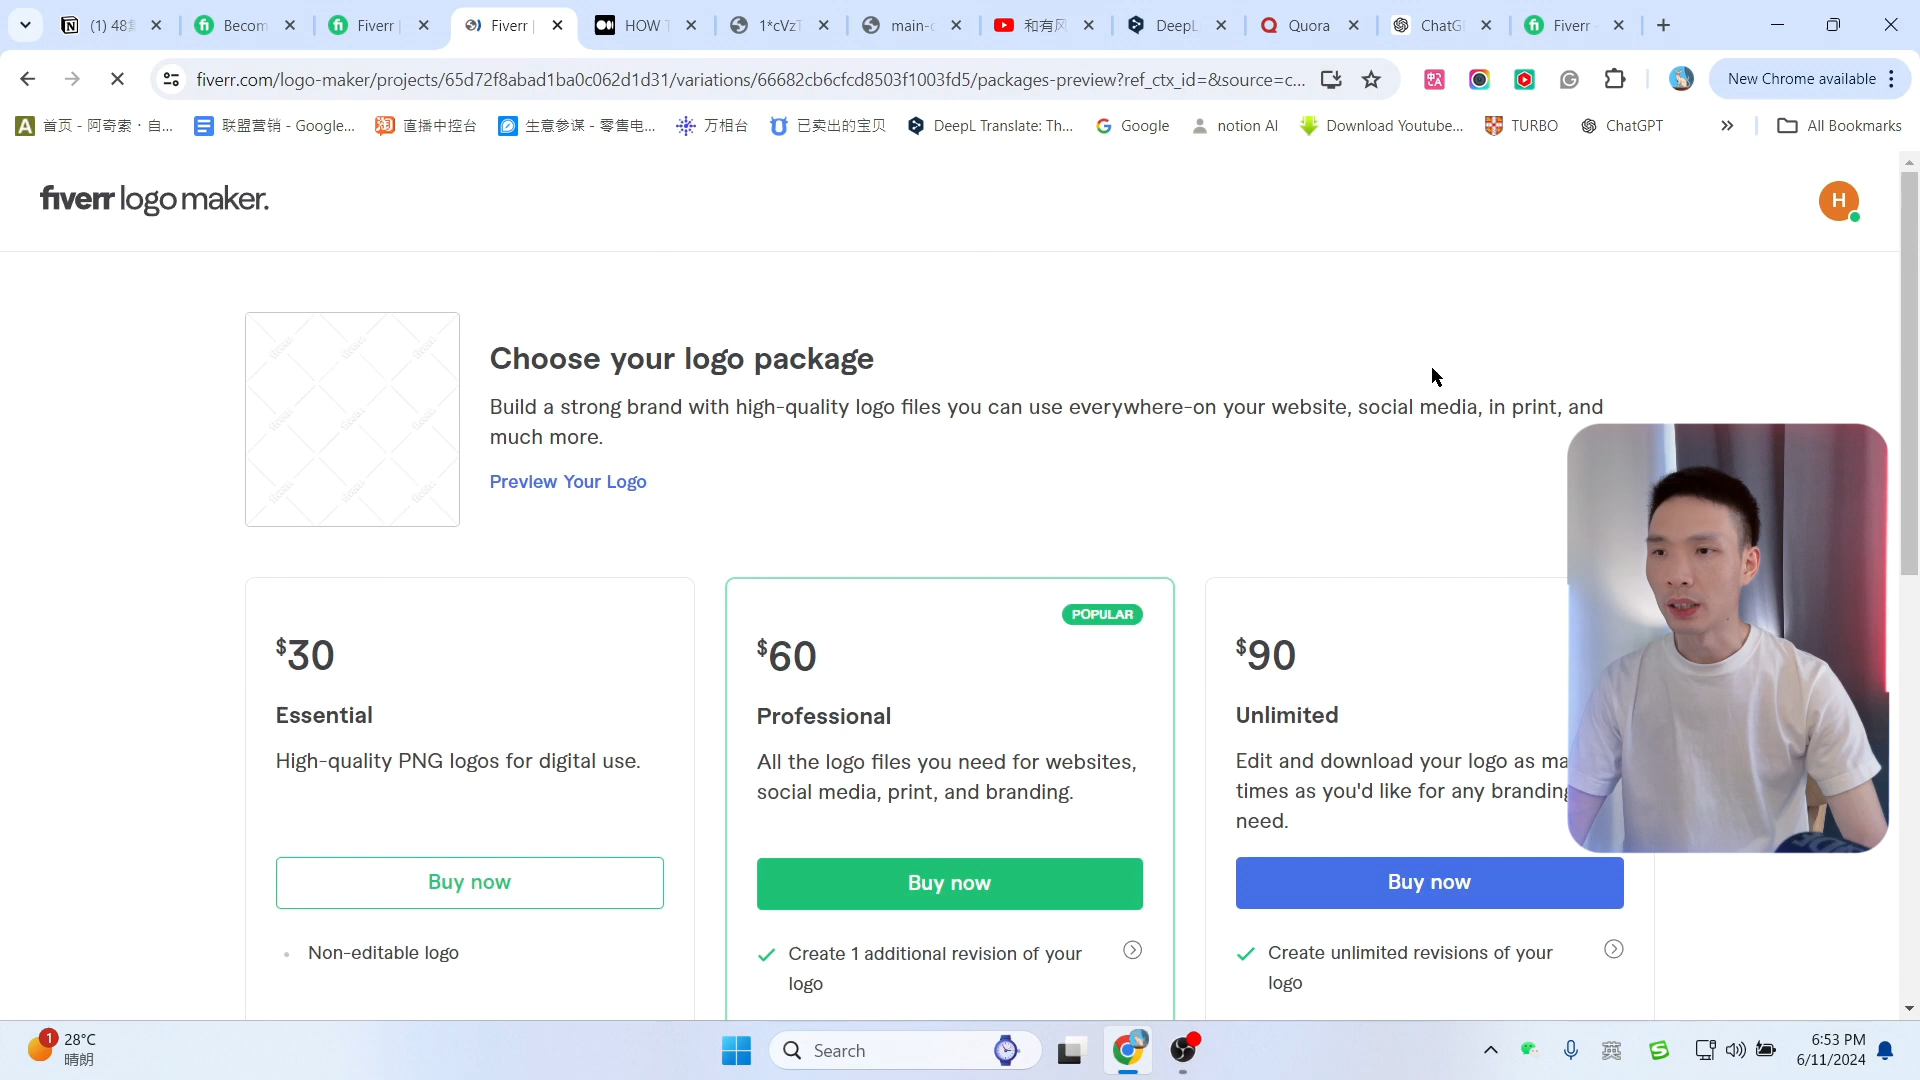 (1) 48
Becom
Fiverr
Fiverr
HOW
1*cVzT
main-
和有风
DeepL
Quora
ChatG
Fiverr
fiverr.com/logo-maker/projects/65d72f8abad1ba0c062d1d31/variations/66682cb6cfcd8503f1003fd5/packages-preview?ref_ctx_id=&source=c...
New Chrome available
首页 - 阿奇索 · 自...
联盟营销 - Google...
直播中控台
生意参谋 - 零售电...
万相台
已卖出的宝贝
DeepL Translate: Th...
Google
notion AI
Download Youtube...
TURBO
ChatGPT
All Bookmarks
fiverr logo maker.
H
Choose your logo package
Build a strong brand with high-quality logo files you can use everywhere-on your website, social media, in print, and
much more.
Preview Your Logo
POPULAR
$30
$60
$90
Essential
Professional
Unlimited
High-quality PNG logos for digital use.
All the logo files you need for websites,
social media, print, and branding.
Edit and download your logo as ma
times as you'd like for any branding
need.
Buy now
Buy now
Buy now
Non-editable logo
Create 1 additional revision of your
logo
Create unlimited revisions of your
logo
1
28°C
晴朗
Search
英
6:53 PM
6/11/2024